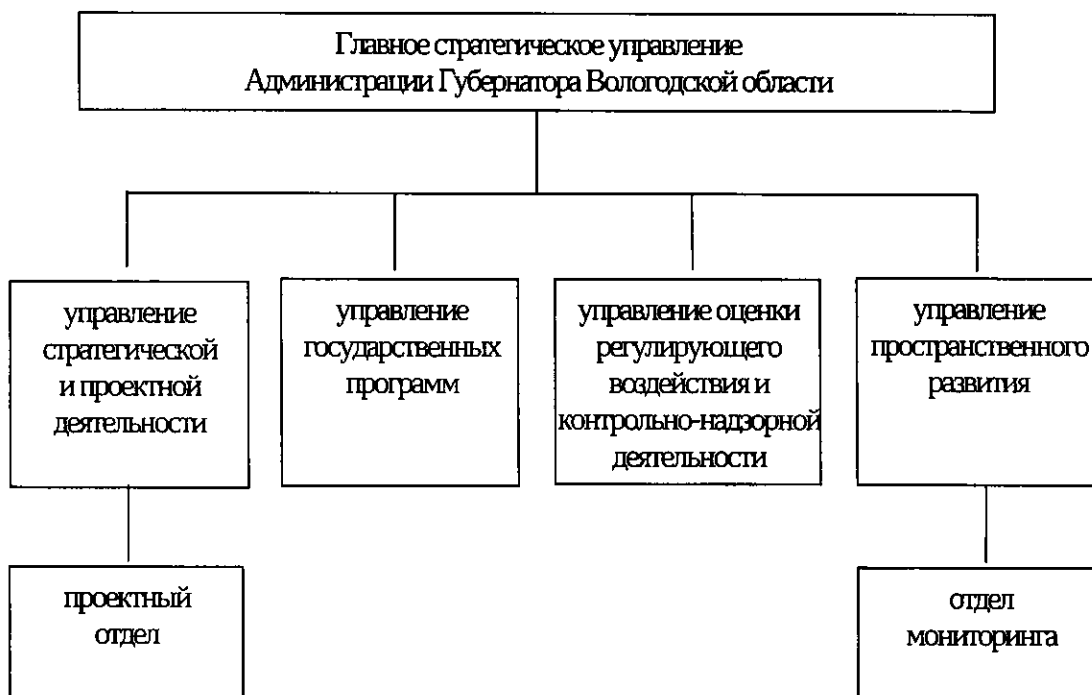 Главное стратегическое управление
Администрации Губернатора Вологодской области
управление
стратегической
и проектной
деятельности
управление
государственных
программ
управление оценки
регулирующего
воздействия и
контрольно-надзорной
деятельности
управление
пространственного
развития
проектный
отдел
отдел
мониторинга